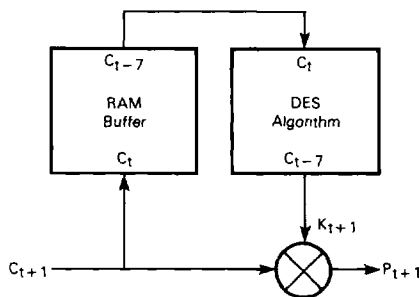 C_{t-7}
RAM
Buffer
C_t
C_t
DES
Algorithm
C_{t-7}
K_{t+1}
C_{t+1}
P_{t+1}